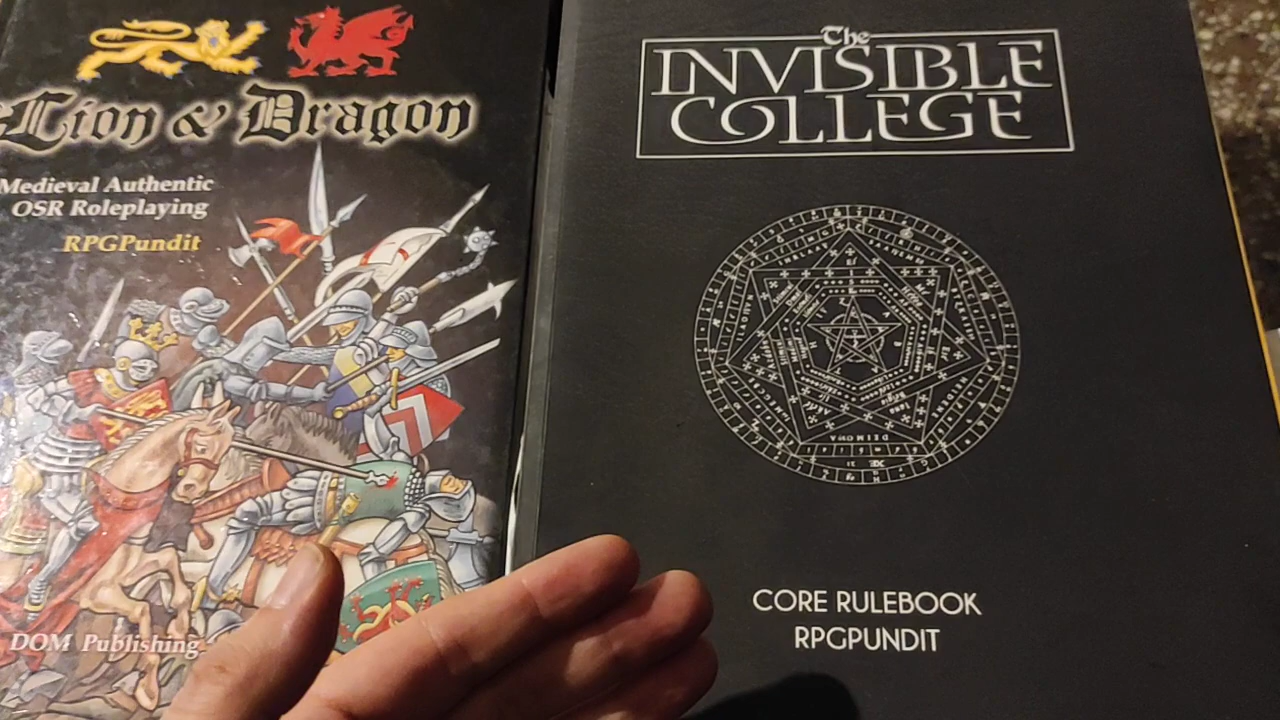 Lion & Dragon
Medieval Authentic
OSR Roleplaying
RPGPundit
DOM Publishing
The
INVISIBLE
COLLEGE
CORE RULEBOOK
RPGPUNDIT